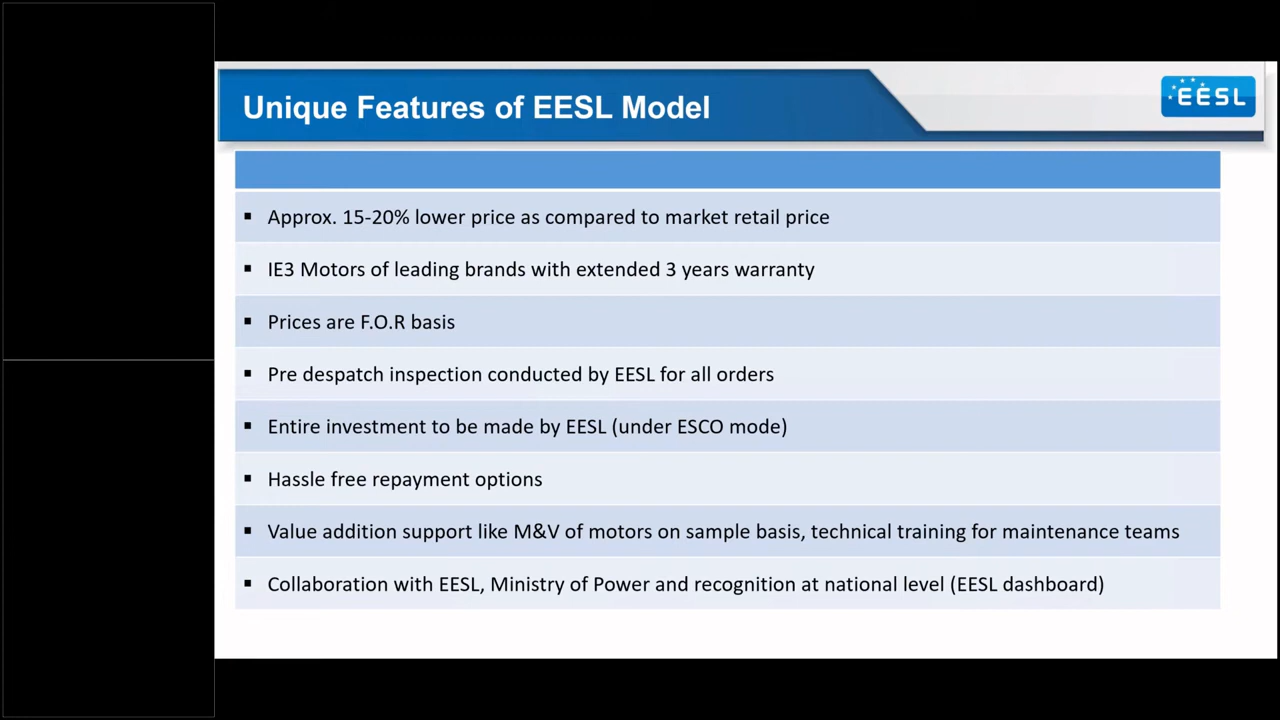 Unique Features of EESL Model
EESL
▪ Approx. 15-20% lower price as compared to market retail price
▪ IE3 Motors of leading brands with extended 3 years warranty
▪ Prices are F.O.R basis
▪ Pre despatch inspection conducted by EESL for all orders
▪ Entire investment to be made by EESL (under ESCO mode)
▪ Hassle free repayment options
▪ Value addition support like M&V of motors on sample basis, technical training for maintenance teams
▪ Collaboration with EESL, Ministry of Power and recognition at national level (EESL dashboard)